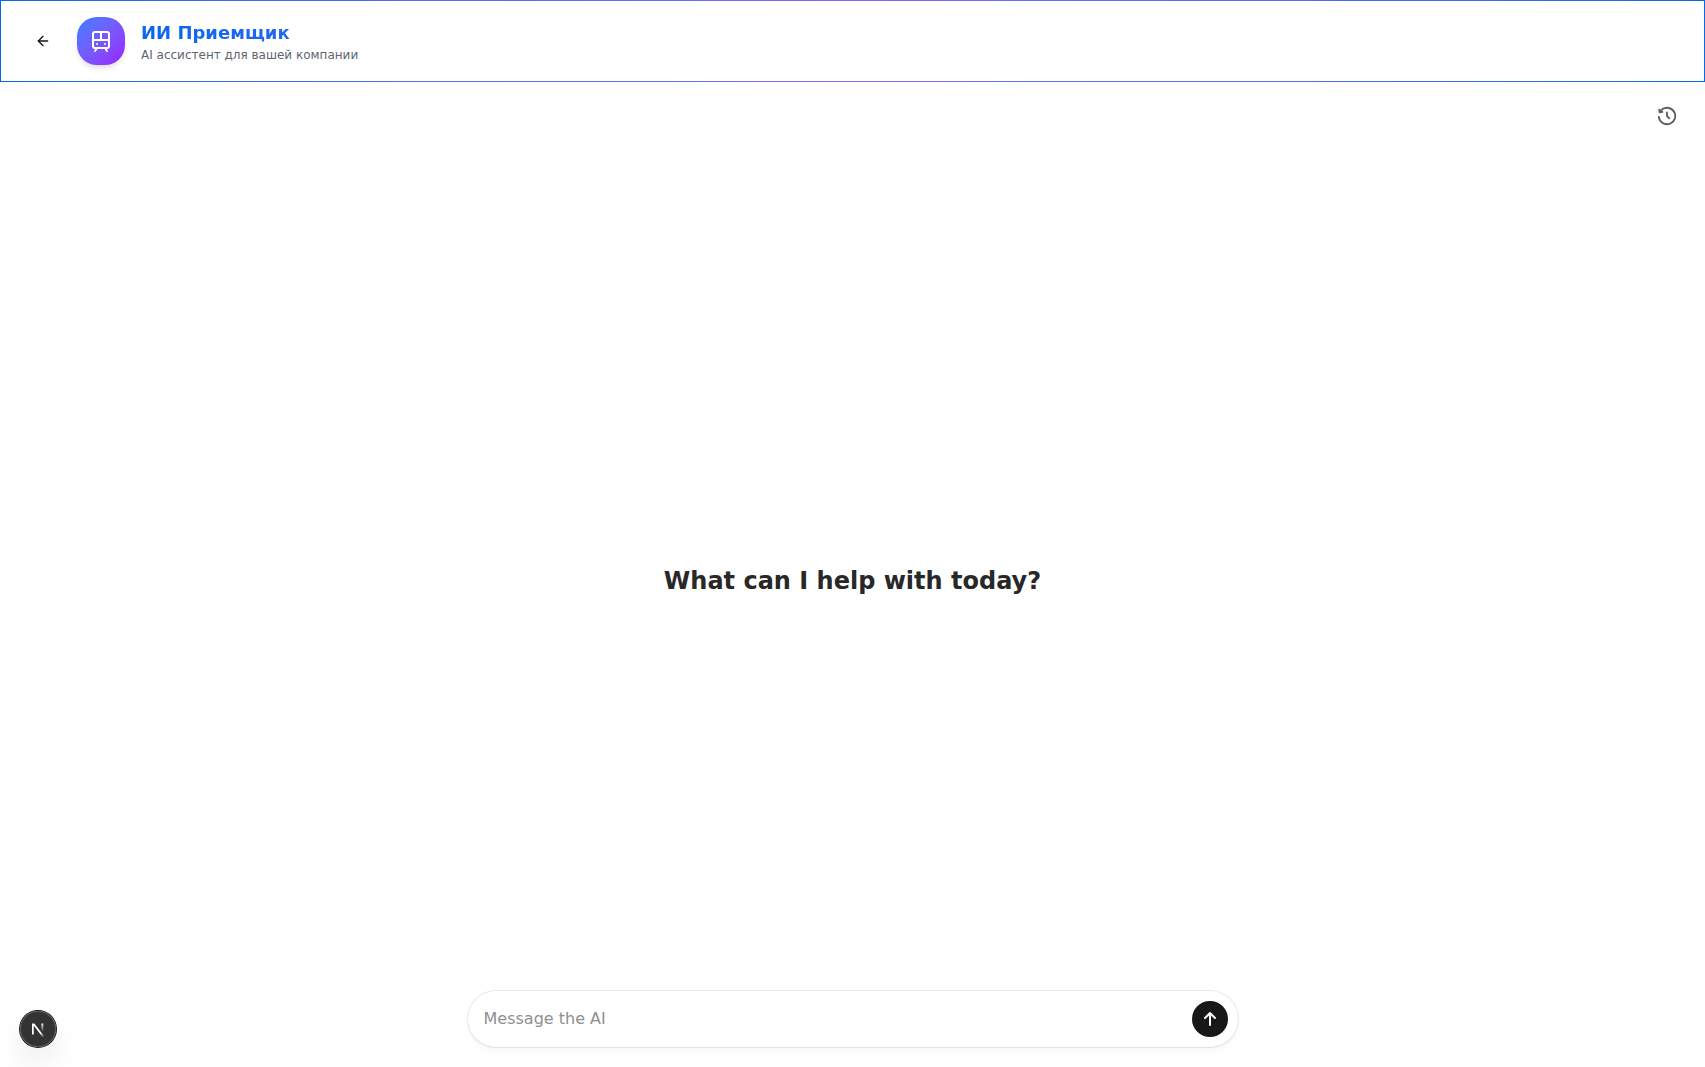 ИИ Приемщик
AI ассистент для вашей компании
What can I help with today?
Message the AI
N